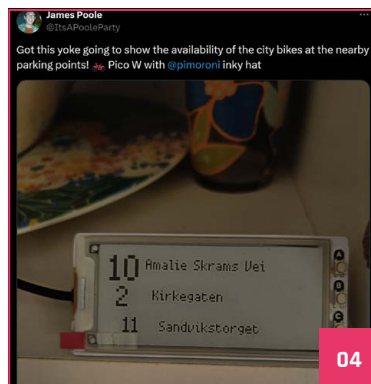 James Poole
@ItsAPooleParty
Got this yoke going to show the availability of the city bikes at the nearby
parking points! 🚲 Pico W with @pimoroni inky hat
10 Amalie Skrams Vei
2 Kirkegaten
11 Sandvikstorget
A
B
C
04